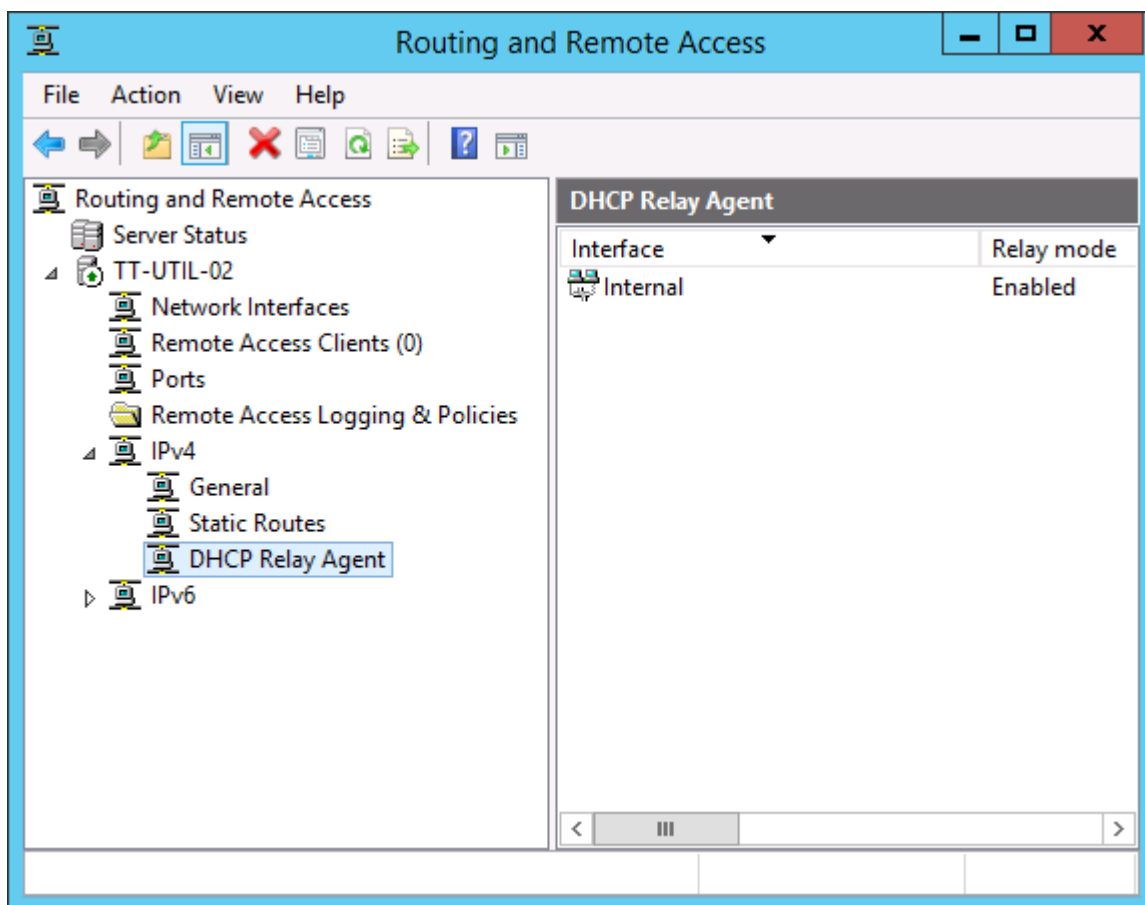 Routing and Remote Access
File Action View Help
Routing and Remote Access
Server Status
TT-UTIL-02
Network Interfaces
Remote Access Clients (0)
Ports
Remote Access Logging & Policies
IPv4
General
Static Routes
DHCP Relay Agent
IPv6
DHCP Relay Agent
Interface Relay mode
Internal Enabled